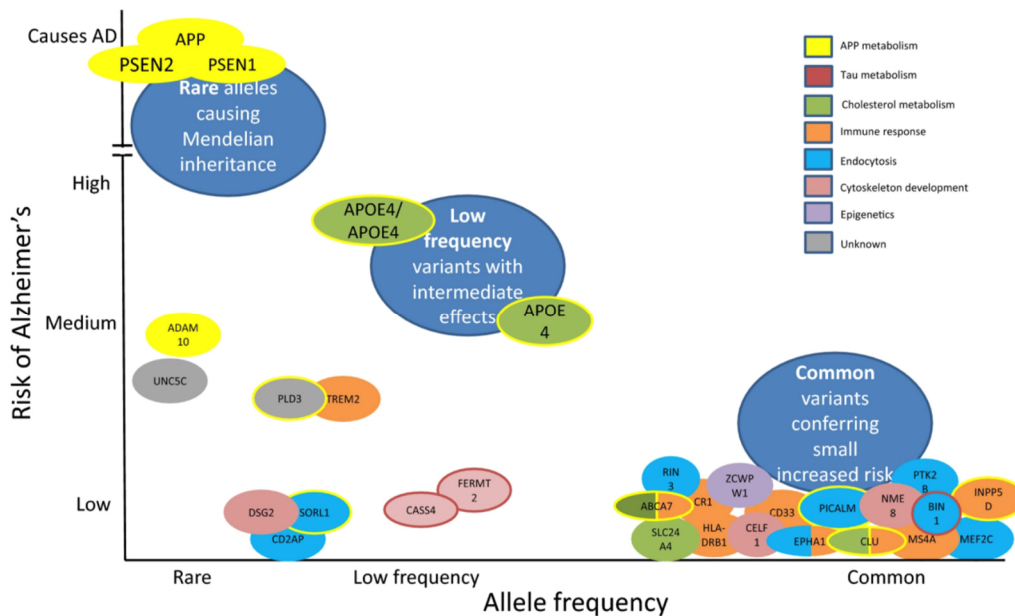 Causes AD
APP
PSEN2
PSEN1
Rare alleles
causing
Mendelian
inheritance
High
APOE4/
APOE4
Low
frequency
variants with
intermediate
effects
APOE
4
Medium
ADAM
10
UNC5C
PLD3
TREM2
Common
variants
conferring
small
increased risk
Low
FERMT
2
CASS4
DSG2
SORL1
CD2AP
RIN
3
ZCWP
W1
PTK2
B
ABCA7
CR1
CD33
PICALM
NME
8
BIN
1
INPP5
D
SLC24
A4
HLA-
DRB1
CELF
1
EPHA1
CLU
MS4A
MEF2C
Risk of Alzheimer's
Rare
Low frequency
Common
Allele frequency
APP metabolism
Tau metabolism
Cholesterol metabolism
Immune response
Endocytosis
Cytoskeleton development
Epigenetics
Unknown